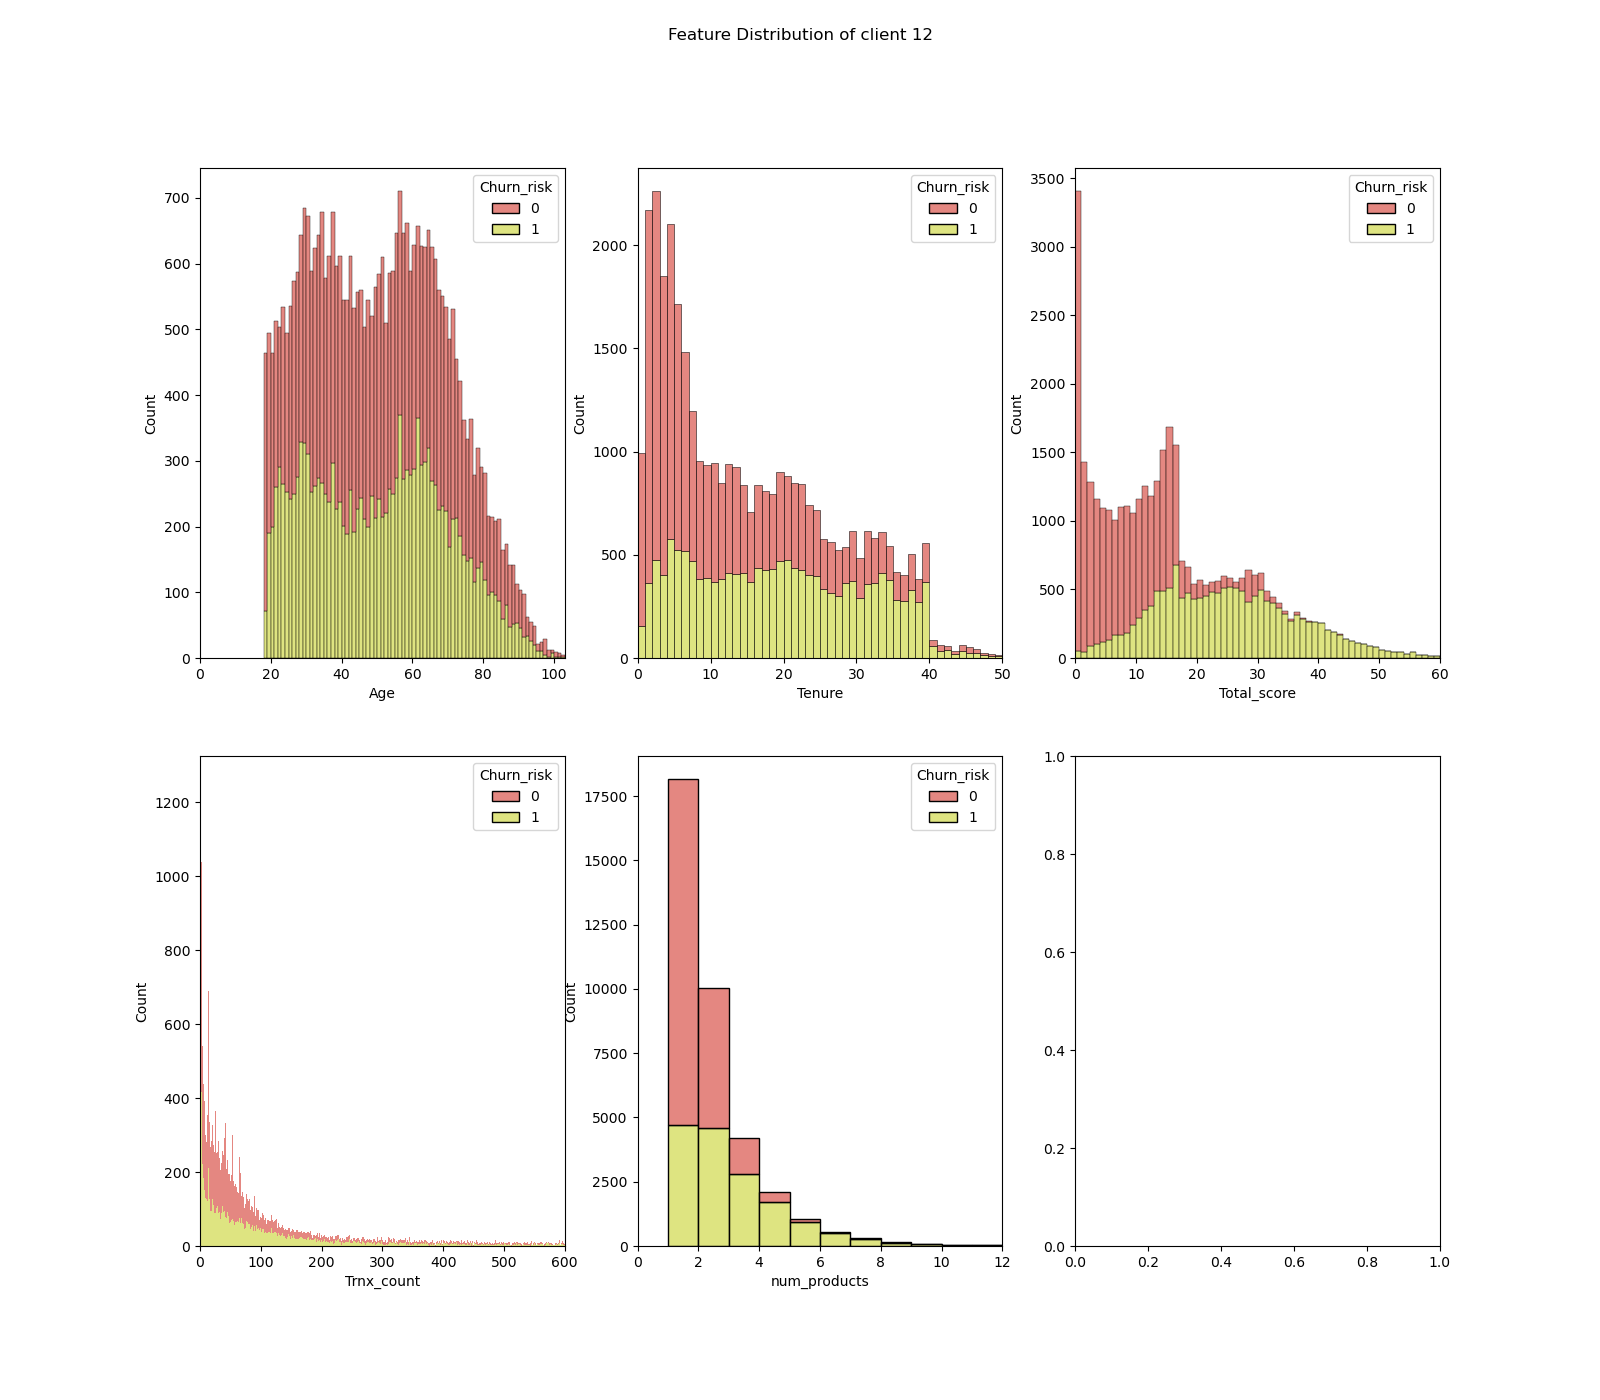 Feature Distribution of client 12
Count
700
600
500
400
300
200
100
0
0 20 40 60 80 100
Age
Churn_risk
0
1
Count
2000
1500
1000
500
0
0 10 20 30 40 50
Tenure
Churn_risk
0
1
Count
3500
3000
2500
2000
1500
1000
500
0
0 10 20 30 40 50 60
Total_score
Churn_risk
0
1
Count
1200
1000
800
600
400
200
0
0 100 200 300 400 500 600
Trnx_count
Churn_risk
0
1
Count
17500
15000
12500
10000
7500
5000
2500
0
0 2 4 6 8 10 12
num_products
Churn_risk
0
1
1.0
0.8
0.6
0.4
0.2
0.0
0.0 0.2 0.4 0.6 0.8 1.0